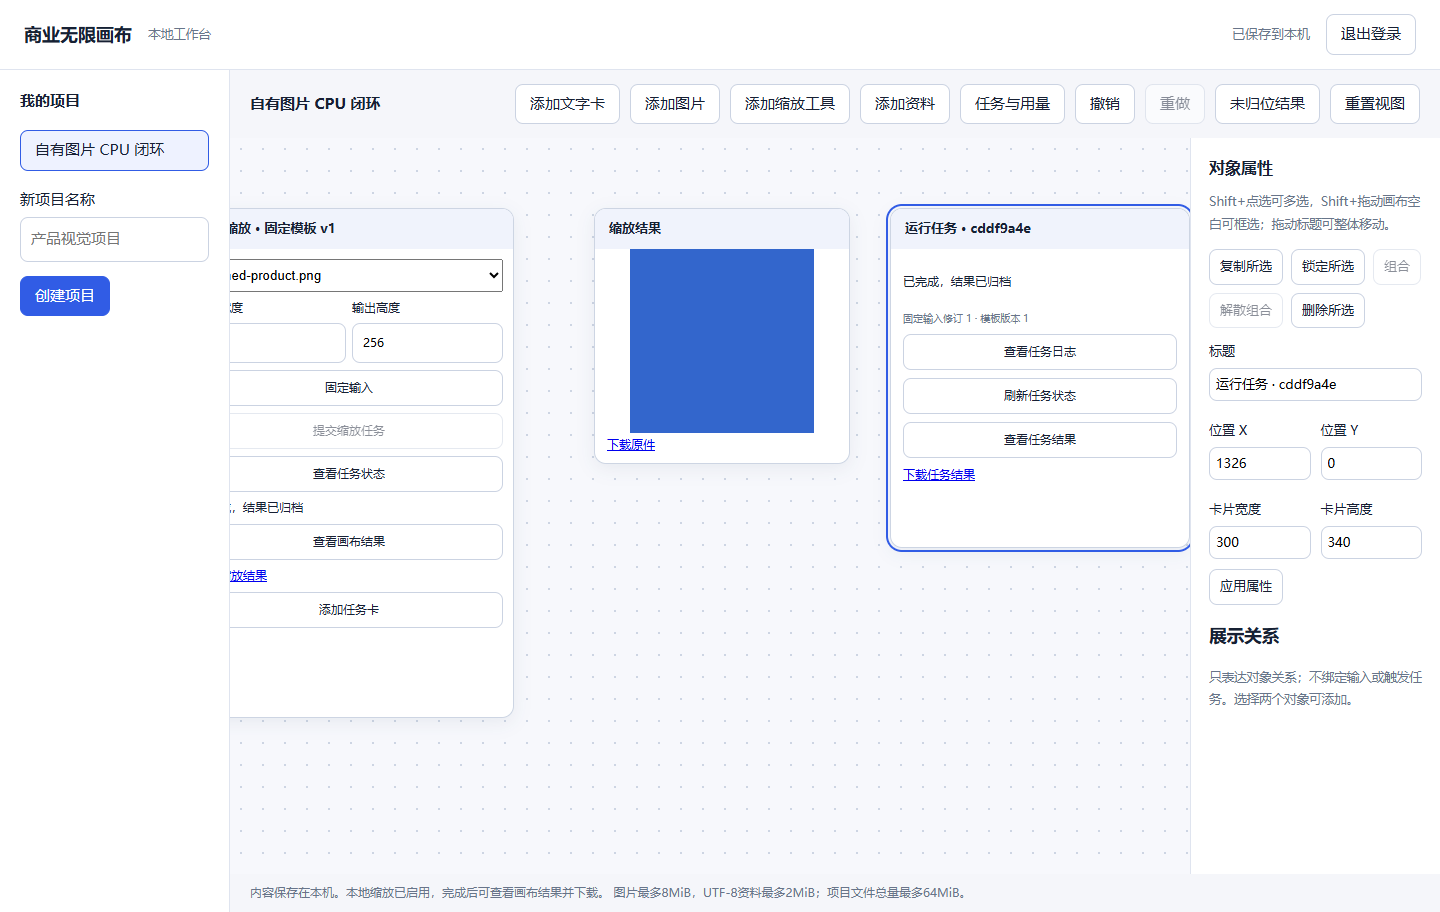 商业无限画布 本地工作台 已保存到本机 退出登录
我的项目
自有图片 CPU 闭环
新项目名称
产品视觉项目
创建项目
自有图片 CPU 闭环 添加文字卡 添加图片 添加缩放工具 添加资料 任务与用量 撤销 重做 未归位结果 重置视图
缩放 • 固定模板 v1
ned-product.png
度 输出高度
256
固定输入
提交缩放任务
查看任务状态
，结果已归档
查看画布结果
放结果
添加任务卡
缩放结果
下载原件
运行任务 • cddf9a4e
已完成，结果已归档
固定输入修订 1 · 模板版本 1
查看任务日志
刷新任务状态
查看任务结果
下载任务结果
对象属性
Shift+点选可多选，Shift+拖动画布空
白可框选；拖动标题可整体移动。
复制所选 锁定所选 组合
解散组合 删除所选
标题
运行任务 · cddf9a4e
位置 X 位置 Y
1326 0
卡片宽度 卡片高度
300 340
应用属性
展示关系
只表达对象关系；不绑定输入或触发任
务。选择两个对象可添加。
内容保存在本机。本地缩放已启用，完成后可查看画布结果并下载。 图片最多8MiB，UTF-8资料最多2MiB；项目文件总量最多64MiB。